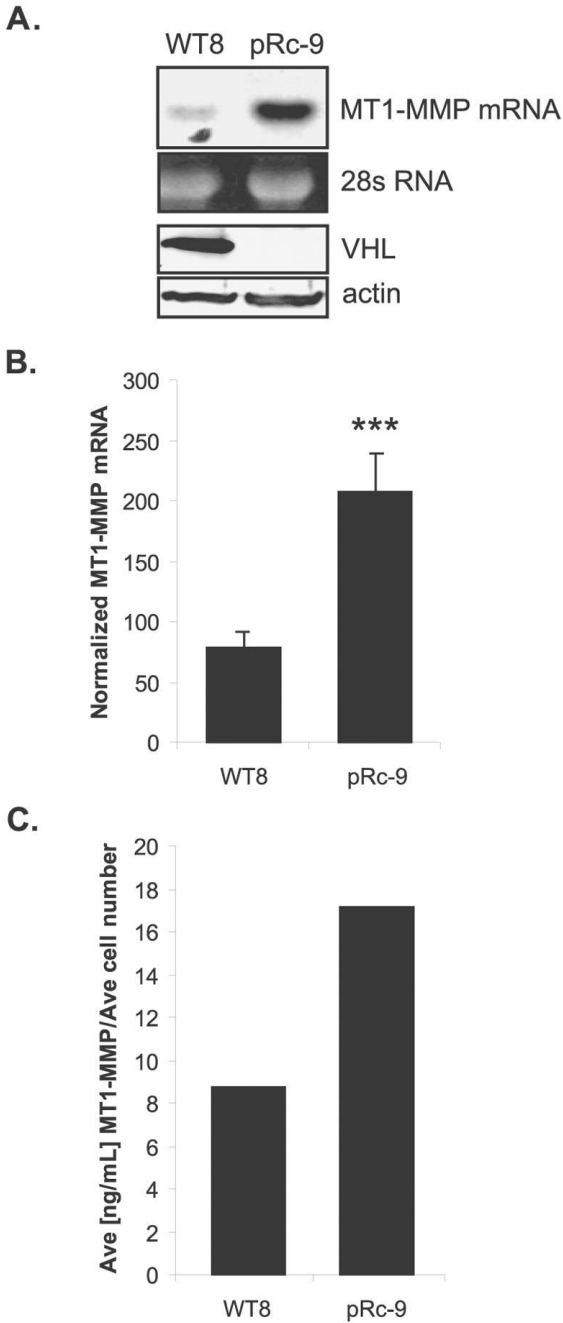 A.
WT8 pRc-9
MT1-MMP mRNA
28s RNA
VHL
actin
B.
Normalized MT1-MMP mRNA
300
250
200
150
100
50
0
***
WT8 pRc-9
C.
Ave [ng/mL] MT1-MMP/Ave cell number
20
18
16
14
12
10
8
6
4
2
0
WT8 pRc-9